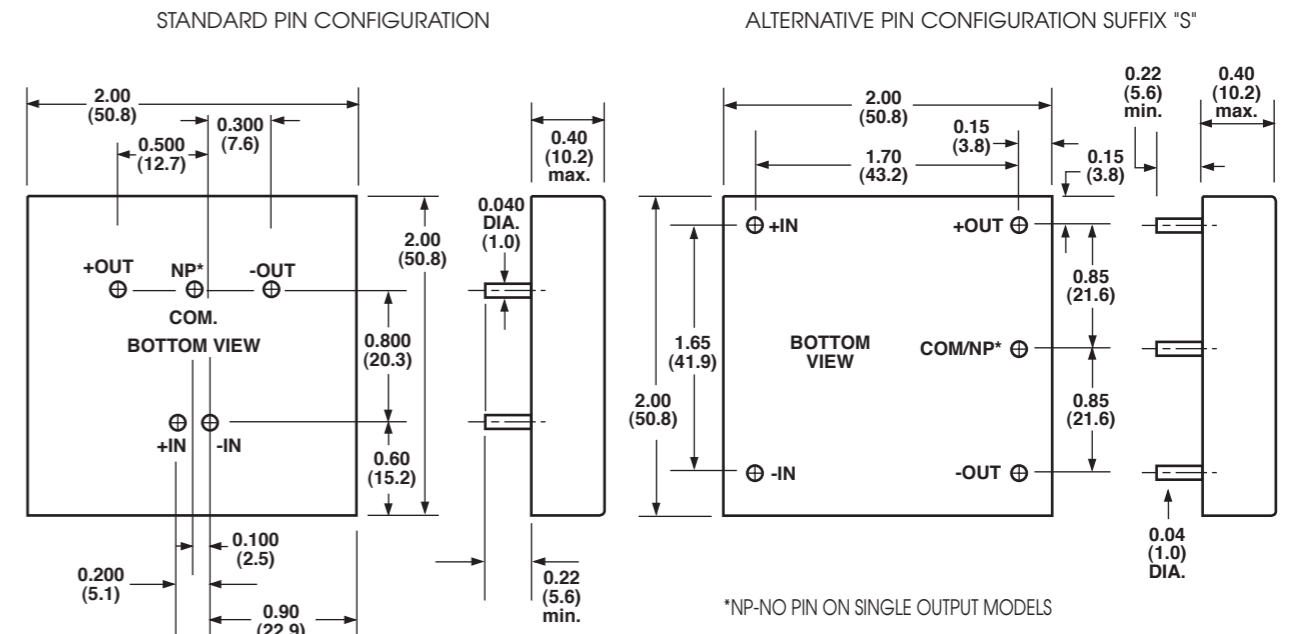 STANDARD PIN CONFIGURATION
2.00
(50.8)
0.300
(7.6)
0.500
(12.7)
0.40
(10.2)
max.
0.040
DIA.
(1.0)
2.00
(50.8)
+OUT
NP*
-OUT
COM.
BOTTOM VIEW
0.800
(20.3)
+IN
-IN
0.60
(15.2)
0.100
(2.5)
0.200
(5.1)
0.90
(22.9)
0.22
(5.6)
min.
ALTERNATIVE PIN CONFIGURATION SUFFIX "S"
2.00
(50.8)
0.15
(3.8)
1.70
(43.2)
0.15
(3.8)
0.22
(5.6)
min.
0.40
(10.2)
max.
+IN
+OUT
0.85
(21.6)
1.65
(41.9)
BOTTOM
VIEW
COM/NP*
2.00
(50.8)
0.85
(21.6)
-IN
-OUT
0.04
(1.0)
DIA.
*NP-NO PIN ON SINGLE OUTPUT MODELS